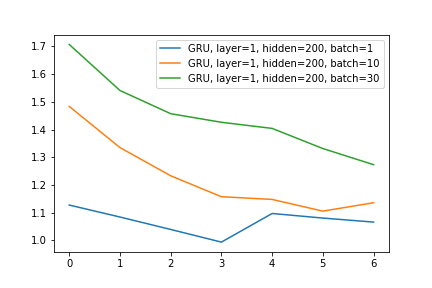 1.7
1.6
1.5
1.4
1.3
1.2
1.1
1.0
GRU, layer=1, hidden=200, batch=1
GRU, layer=1, hidden=200, batch=10
GRU, layer=1, hidden=200, batch=30
0 1 2 3 4 5 6